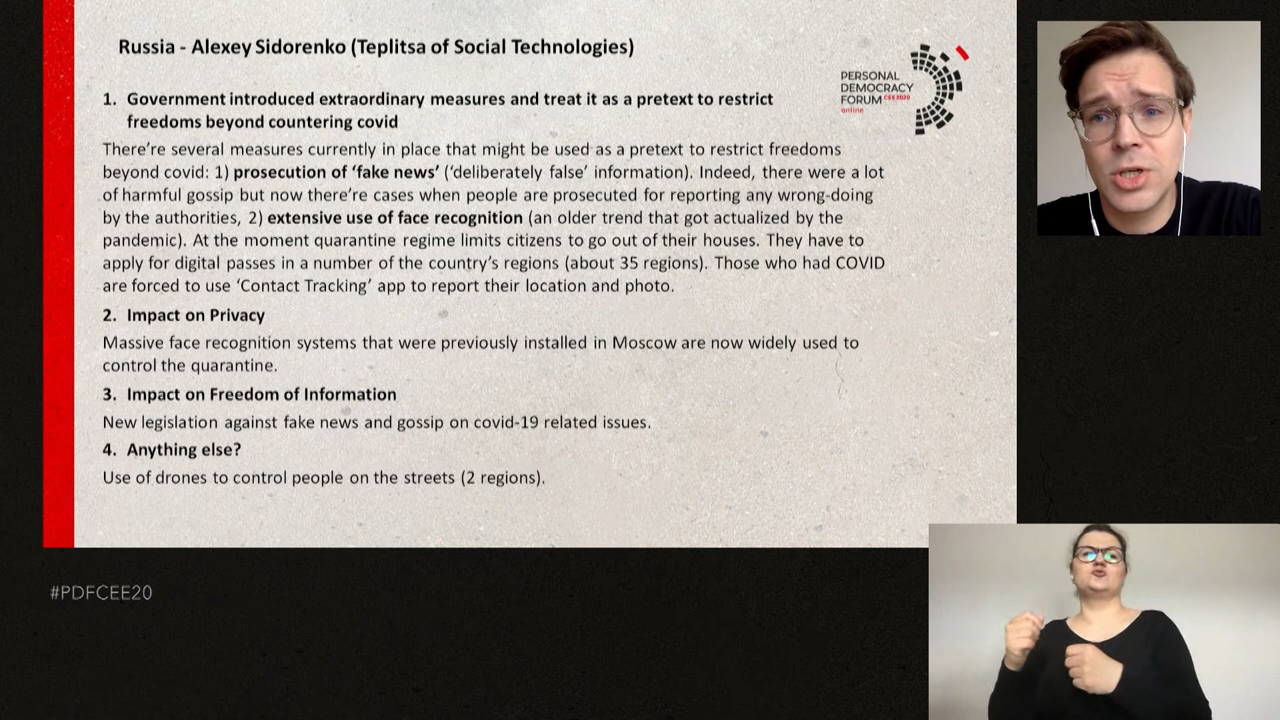 Russia - Alexey Sidorenko (Teplitsa of Social Technologies)
PERSONAL
DEMOCRACY
FORUM CEE 2020
online
1. Government introduced extraordinary measures and treat it as a pretext to restrict
freedoms beyond countering covid
There’re several measures currently in place that might be used as a pretext to restrict freedoms
beyond covid: 1) prosecution of ‘fake news’ (‘deliberately false’ information). Indeed, there were a lot
of harmful gossip but now there’re cases when people are prosecuted for reporting any wrong-doing
by the authorities, 2) extensive use of face recognition (an older trend that got actualized by the
pandemic). At the moment quarantine regime limits citizens to go out of their houses. They have to
apply for digital passes in a number of the country’s regions (about 35 regions). Those who had COVID
are forced to use ‘Contact Tracking’ app to report their location and photo.
2. Impact on Privacy
Massive face recognition systems that were previously installed in Moscow are now widely used to
control the quarantine.
3. Impact on Freedom of Information
New legislation against fake news and gossip on covid-19 related issues.
4. Anything else?
Use of drones to control people on the streets (2 regions).
#PDFCEE20